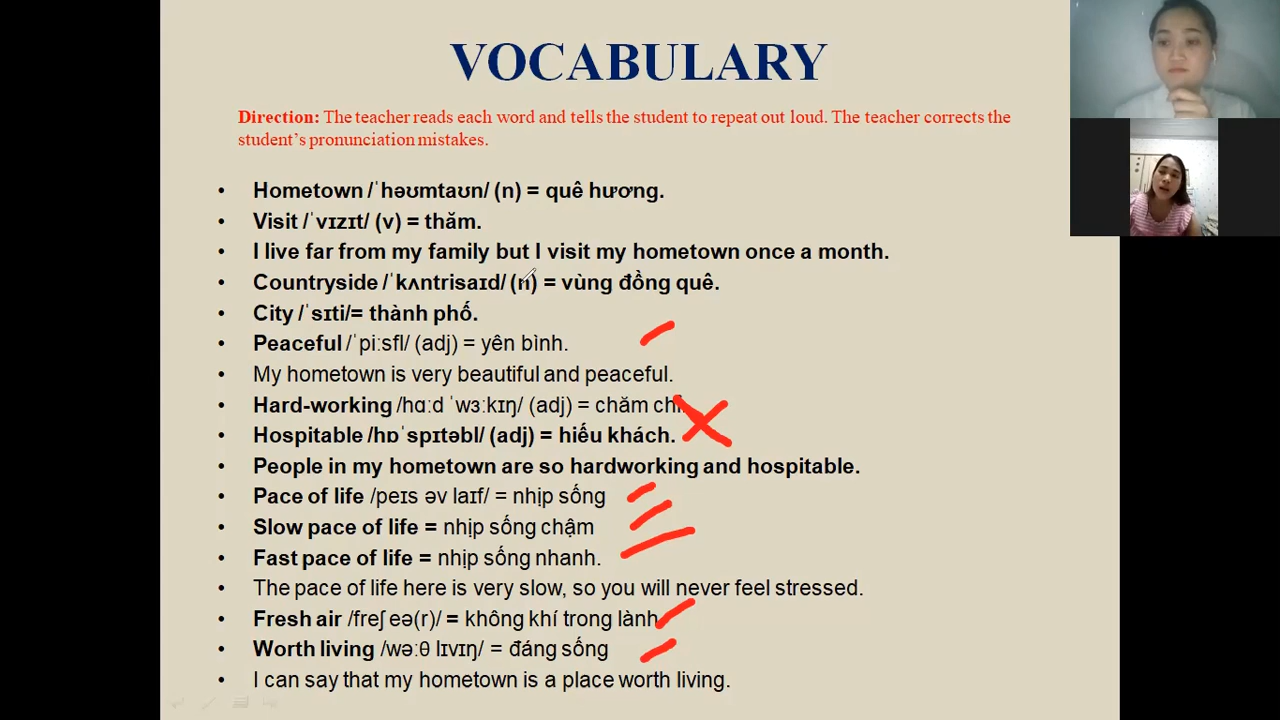 VOCABULARY
Direction: The teacher reads each word and tells the student to repeat out loud. The teacher corrects the
student's pronunciation mistakes.
• Hometown /ˈhəʊmtaʊn/ (n) = quê hương.
• Visit /ˈvɪzɪt/ (v) = thăm.
• I live far from my family but I visit my hometown once a month.
• Countryside /ˈkʌntrisaɪd/ (n) = vùng đồng quê.
• City /ˈsɪti/= thành phố.
• Peaceful /ˈpiːsfl/ (adj) = yên bình.
• My hometown is very beautiful and peaceful.
• Hard-working /hɑːd ˈwɜːkɪŋ/ (adj) = chăm chỉ.
• Hospitable /hɒˈspɪtəbl/ (adj) = hiếu khách.
• People in my hometown are so hardworking and hospitable.
• Pace of life /peɪs əv laɪf/ = nhịp sống
• Slow pace of life = nhịp sống chậm
• Fast pace of life = nhịp sống nhanh.
• The pace of life here is very slow, so you will never feel stressed.
• Fresh air /freʃ eə(r)/ = không khí trong lành
• Worth living /wəːθ lɪvɪŋ/ = đáng sống
• I can say that my hometown is a place worth living.